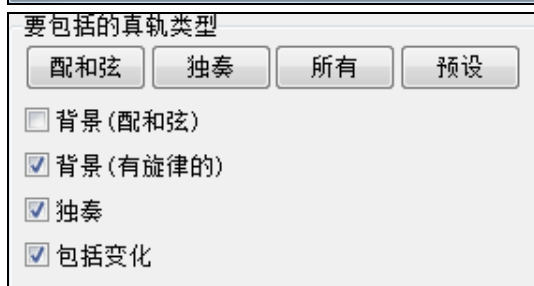 要包括的真轨类型
配和弦 独奏 所有 预设
背景(配和弦)
背景(有旋律的)
独奏
包括变化